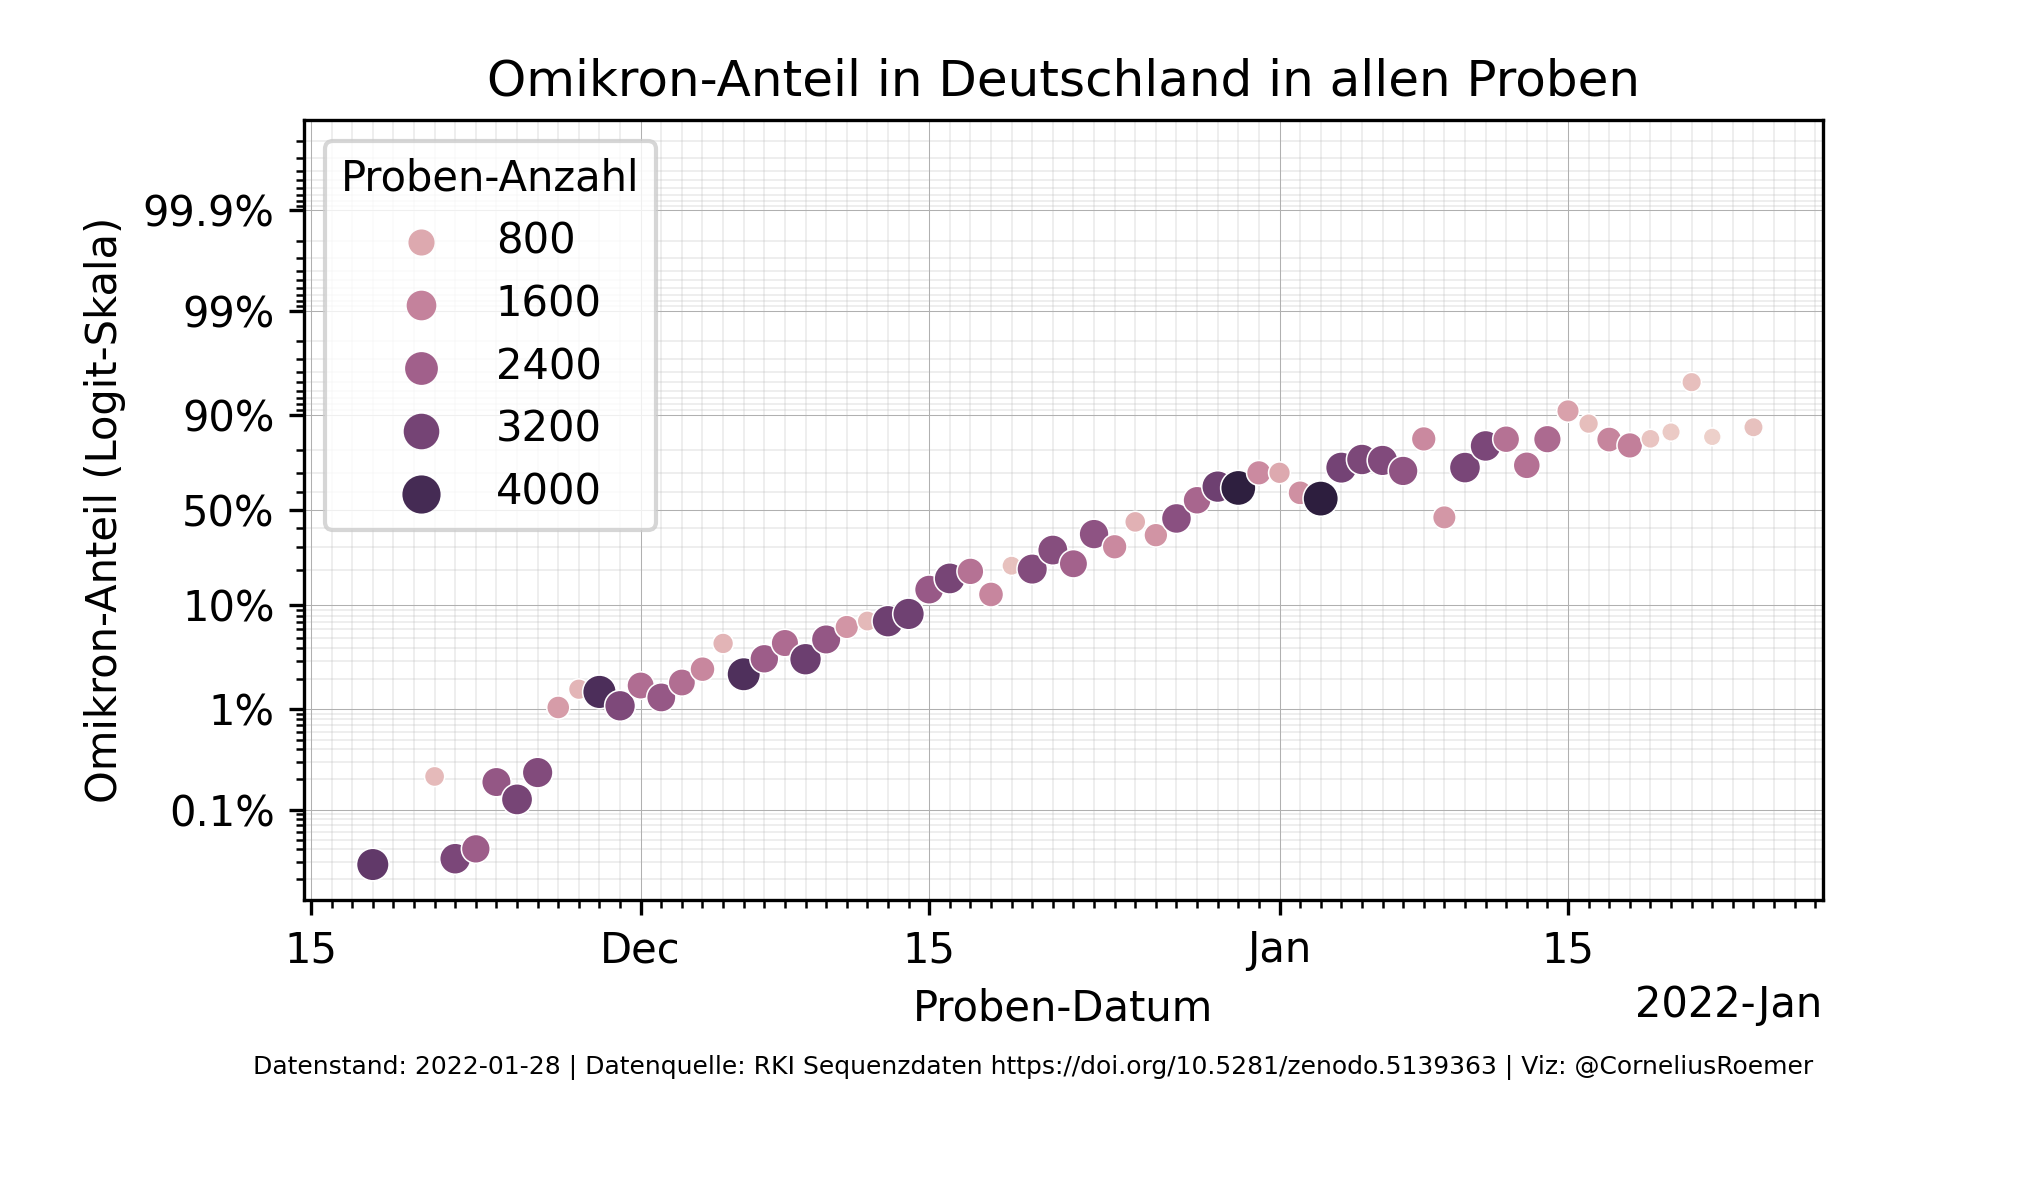 Omikron-Anteil in Deutschland in allen Proben
Proben-Anzahl
800
1600
2400
3200
4000
Omikron-Anteil (Logit-Skala)
99.9%
99%
90%
50%
10%
1%
0.1%
15 Dec 15 Jan 15
Proben-Datum
2022-Jan
Datenstand: 2022-01-28 | Datenquelle: RKI Sequenzdaten https://doi.org/10.5281/zenodo.5139363 | Viz: @CorneliusRoemer